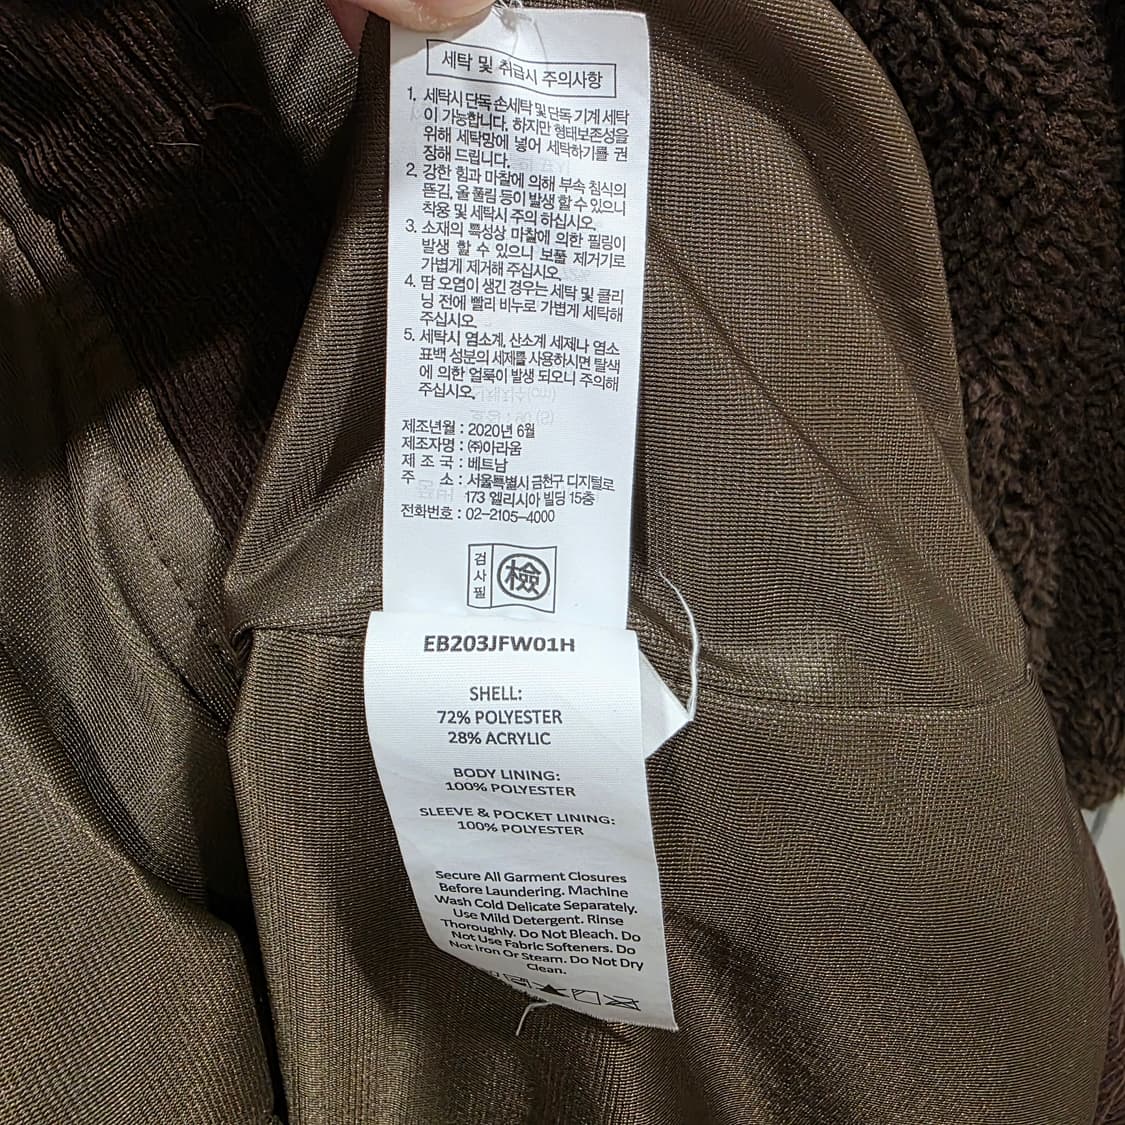 세탁 및 취급시 주의사항
1. 세탁시 단독 손세탁 및 단독 기계 세탁
이 가능합니다. 하지만 형태보존성을
위해 세탁망에 넣어 세탁하기를 권
장해 드립니다.
2. 강한 힘과 마찰에 의해 부속 침식의
뜯김, 올 풀림 등이 발생 할 수 있으니
착용 및 세탁시 주의 하십시오.
3. 소재의 특성상 마찰에 의한 필링이
발생 할 수 있으니 보풀 제거기로
가볍게 제거해 주십시오.
4. 땀 오염이 생긴 경우는 세탁 및 클리
닝 전에 빨리 비누로 가볍게 세탁해
주십시오.
5. 세탁시 염소계, 산소계 세제나 염소
표백 성분의 세제를 사용하시면 탈색
에 의한 얼룩이 발생 되오니 주의해
주십시오.
제조년월 : 2020년 6월
제조자명 : ㈜아라움
제 조 국 : 베트남
주 소 : 서울특별시 금천구 디지털로
173 엘리시아 빌딩 15층
전화번호 : 02-2105-4000
검사필 檢
EB203JFW01H
SHELL:
72% POLYESTER
28% ACRYLIC
BODY LINING:
100% POLYESTER
SLEEVE & POCKET LINING:
100% POLYESTER
Secure All Garment Closures
Before Laundering. Machine
Wash Cold Delicate Separately.
Use Mild Detergent. Rinse
Thoroughly. Do Not Bleach. Do
Not Use Fabric Softeners. Do
Not Iron Or Steam. Do Not Dry
Clean.